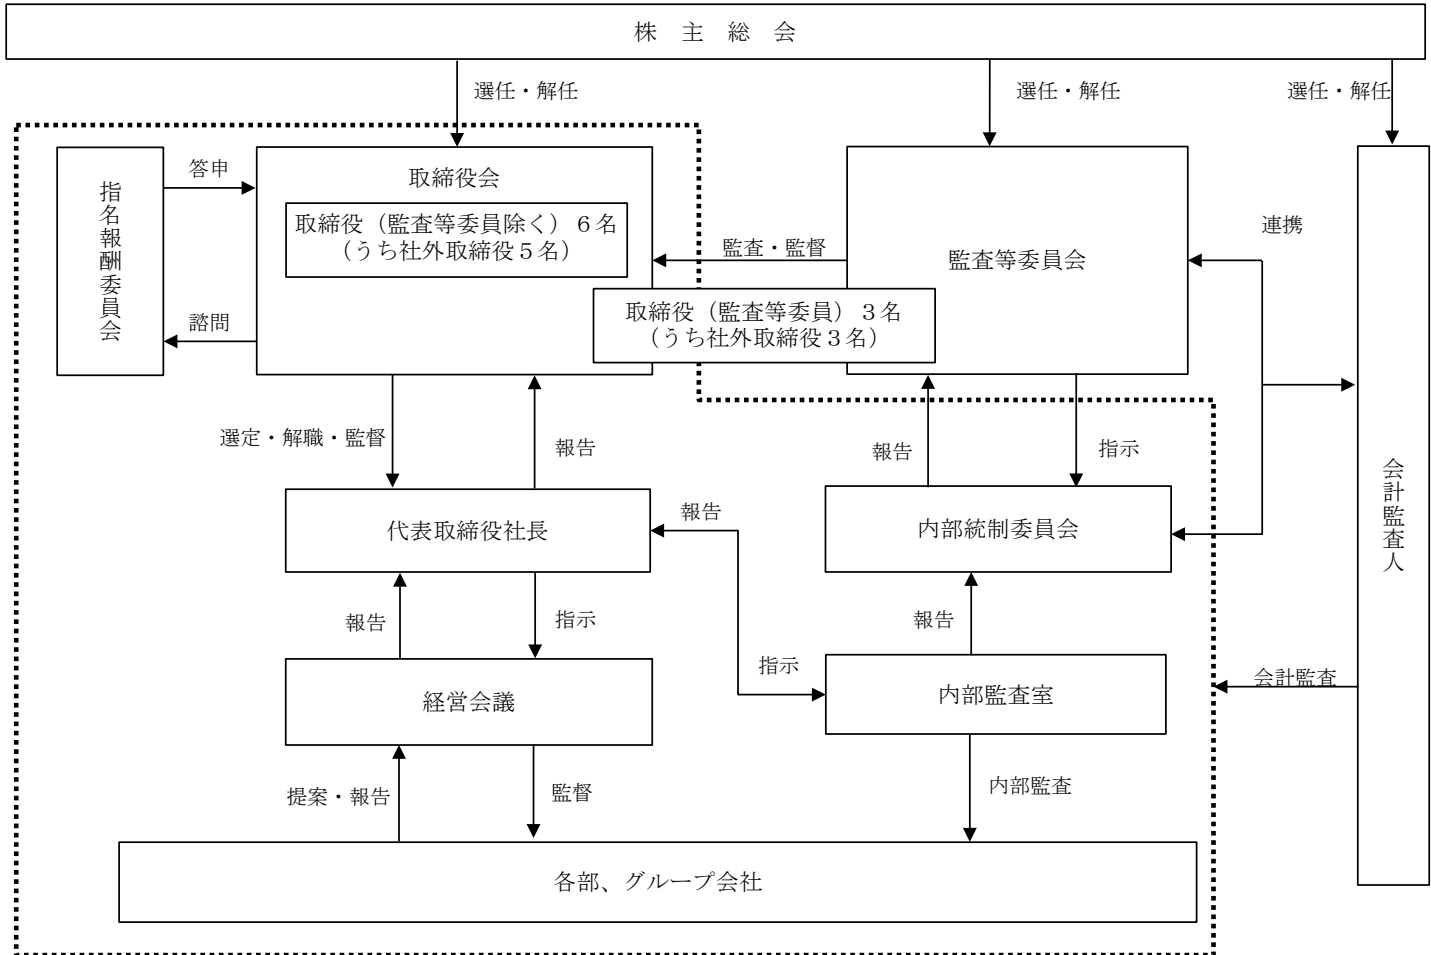 株 主 総 会
選任・解任
選任・解任
選任・解任
指名報酬委員会
答申
諮問
取締役会
取締役（監査等委員除く）６名
（うち社外取締役５名）
監査・監督
監査等委員会
取締役（監査等委員）３名
（うち社外取締役３名）
連携
選定・解職・監督
報告
報告
指示
代表取締役社長
報告
内部統制委員会
会計監査人
報告
指示
報告
経営会議
指示
内部監査室
会計監査
提案・報告
監督
内部監査
各部、グループ会社